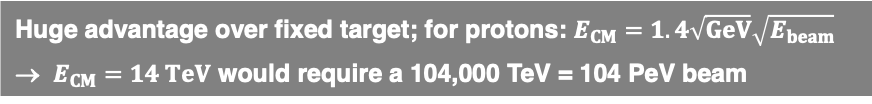 Huge advantage over fixed target; for protons: E_CM = 1.4√GeV√E_beam
→ E_CM = 14 TeV would require a 104,000 TeV = 104 PeV beam